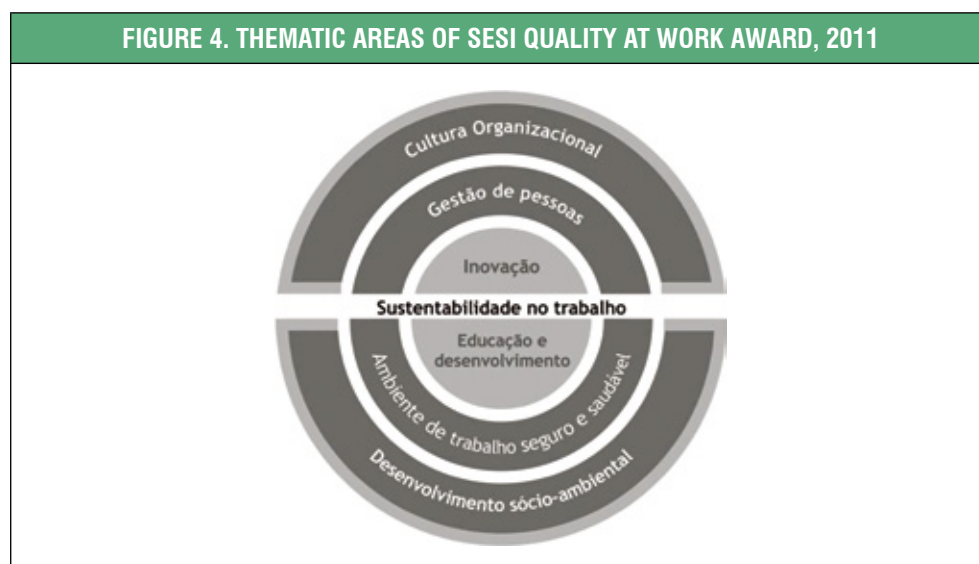 FIGURE 4. THEMATIC AREAS OF SESI QUALITY AT WORK AWARD, 2011
Cultura Organizacional
Gestão de pessoas
Inovação
Sustentabilidade no trabalho
Educação e
desenvolvimento
Ambiente de trabalho seguro e saudável
Desenvolvimento sócio-ambiental